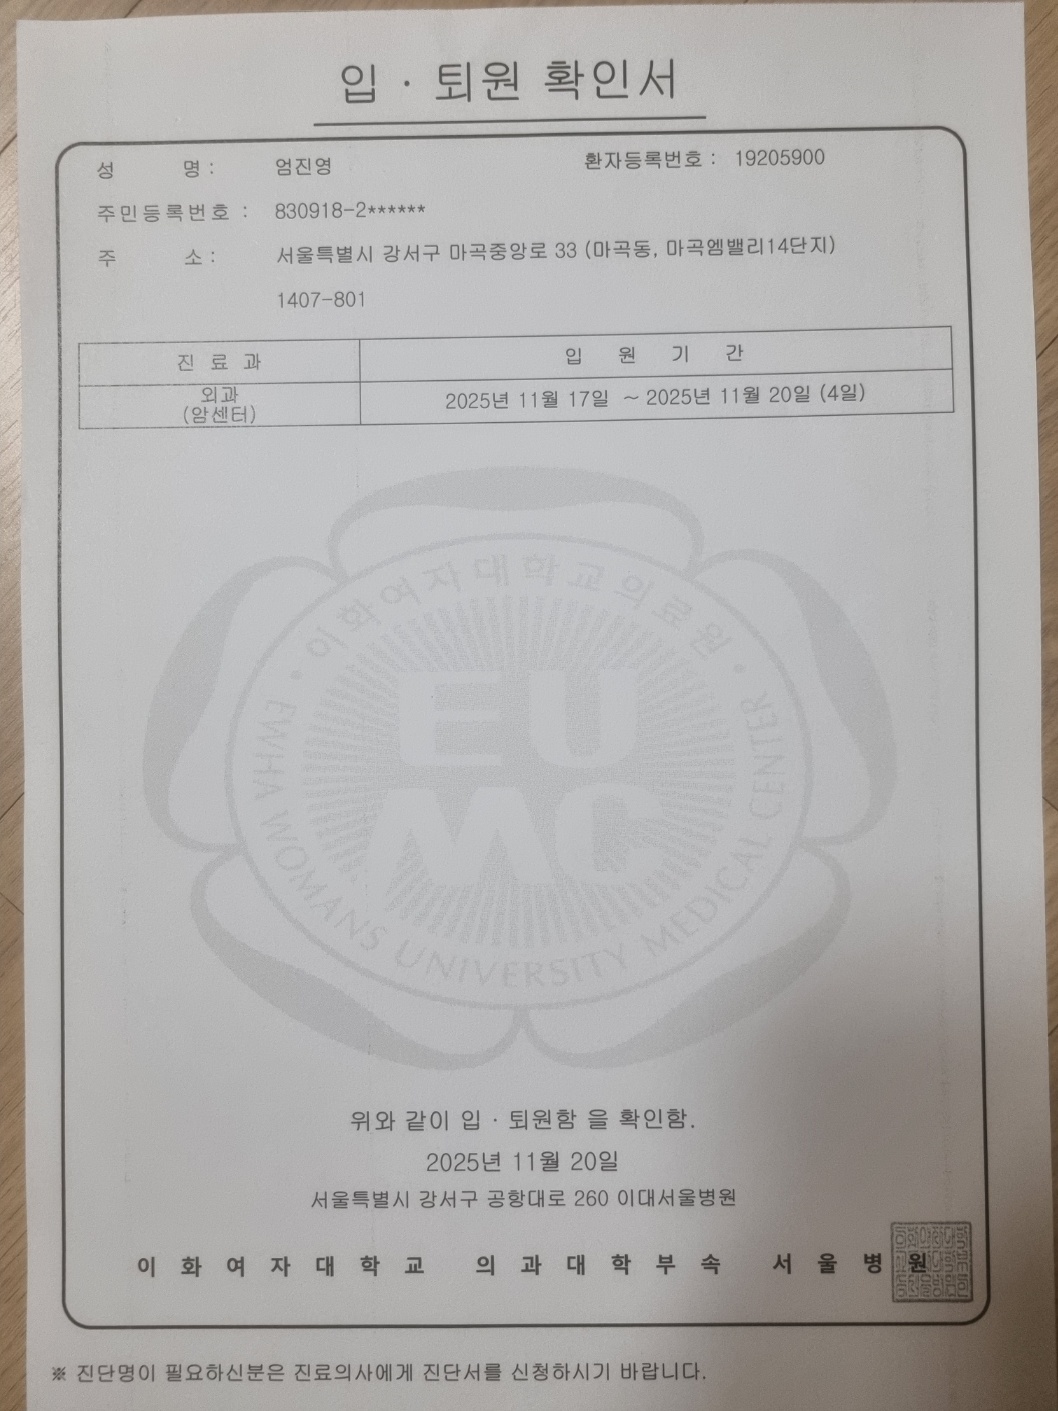 입 · 퇴원 확인서
성 명 : 엄진영 환자등록번호 : 19205900
주민등록번호 : 830918-2******
주 소 : 서울특별시 강서구 마곡중앙로 33 (마곡동, 마곡엠밸리14단지)
1407-801
진 료 과 입 원 기 간
외과
(암센터) 2025년 11월 17일 ~ 2025년 11월 20일 (4일)
• 이화여자대학교의료원 •
EU
MC
EWHA WOMANS UNIVERSITY MEDICAL CENTER
위와 같이 입 · 퇴원함 을 확인함.
2025년 11월 20일
서울특별시 강서구 공항대로 260 이대서울병원
이 화 여 자 대 학 교 의 과 대 학 부 속 서 울 병 원
※ 진단명이 필요하신분은 진료의사에게 진단서를 신청하시기 바랍니다.